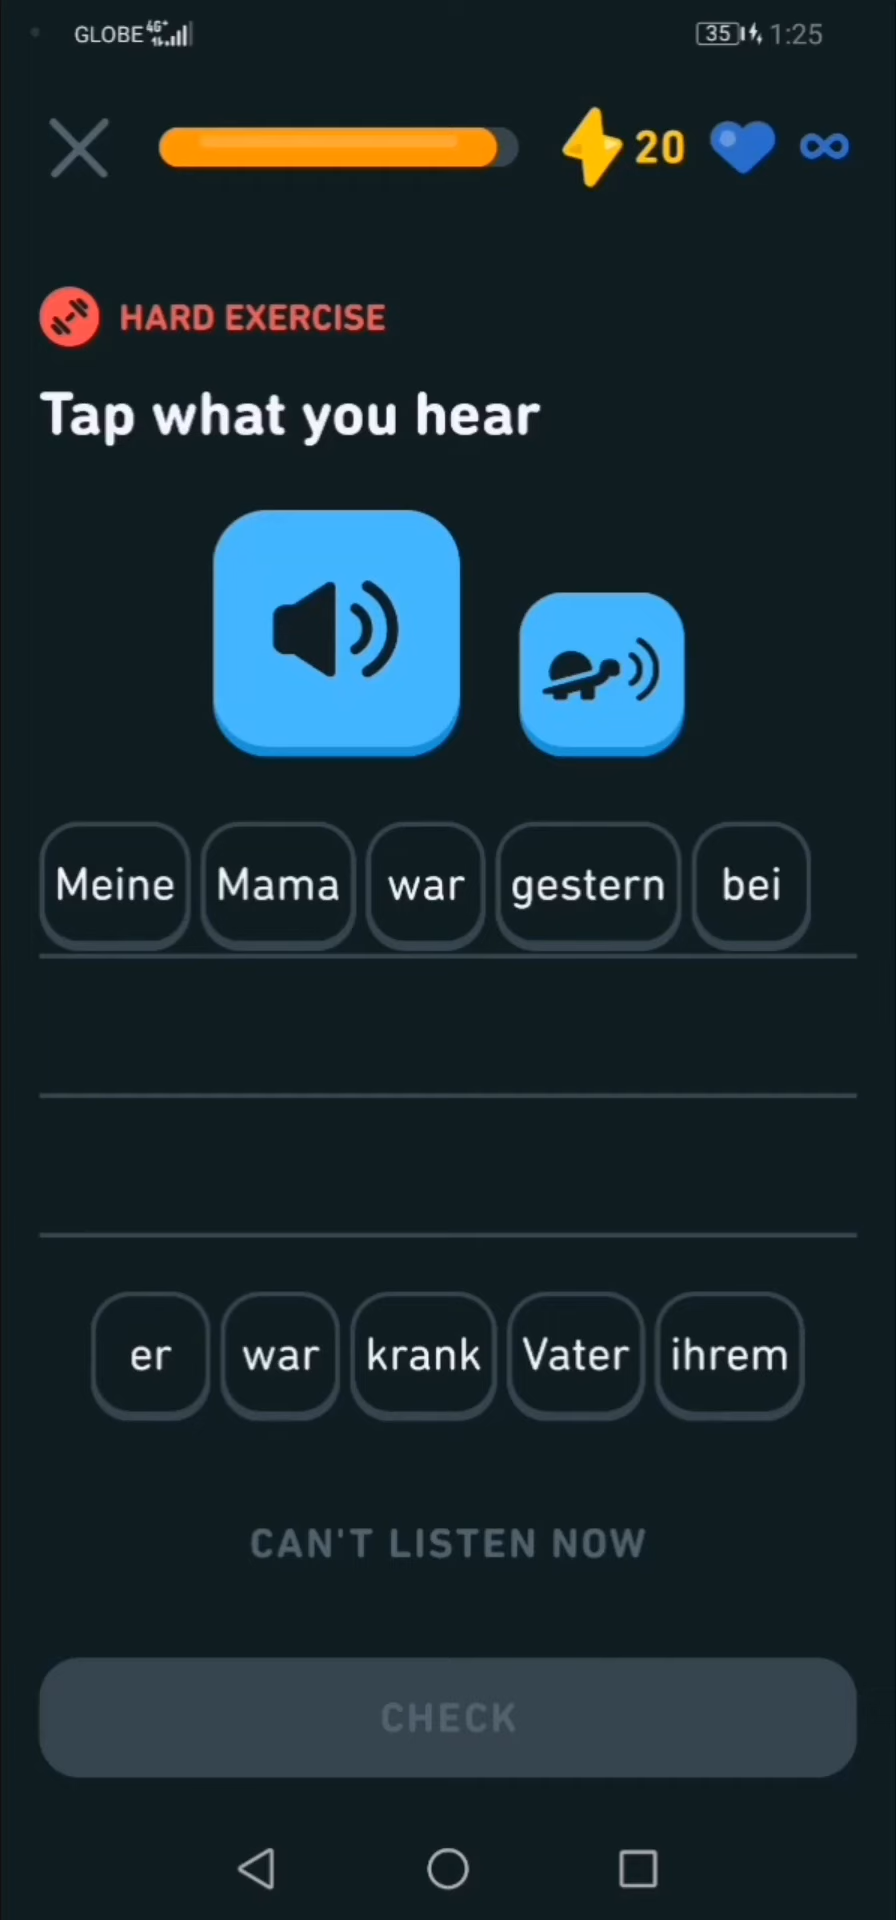 GLOBE 4G+ 35 1:25
20 ∞
HARD EXERCISE
Tap what you hear
Meine Mama war gestern bei
er war krank Vater ihrem
CAN'T LISTEN NOW
CHECK